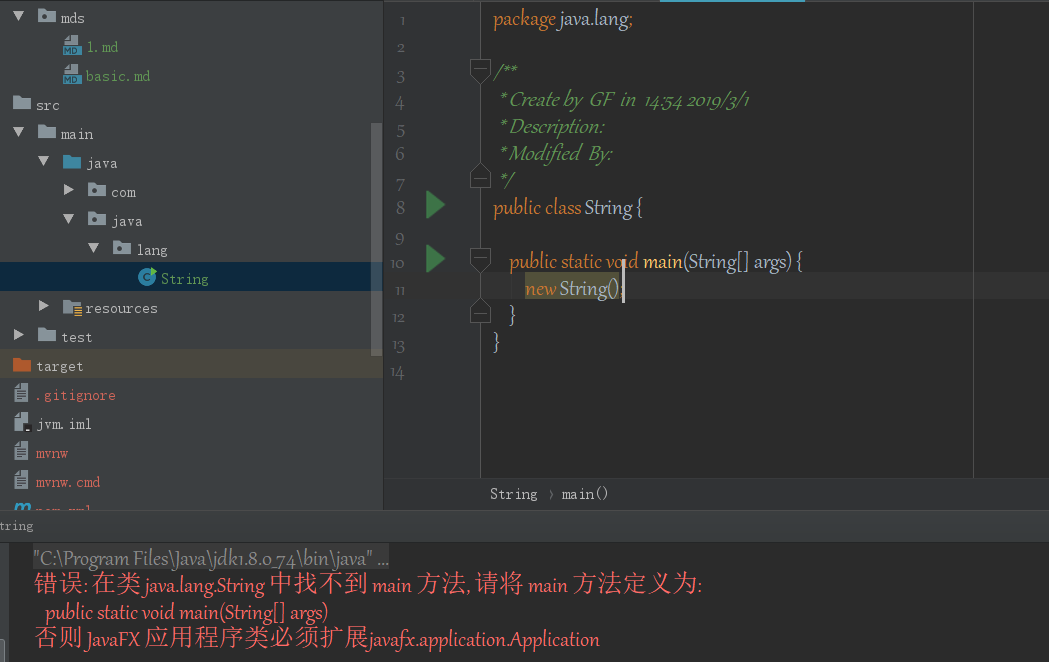 mds
1.md
basic.md
src
main
java
com
java
lang
String
resources
test
target
.gitignore
jvm.iml
mvnw
mvnw.cmd
1 package java.lang;
2
3 /**
4 * Create by GF in 14:54 2019/3/1
5 * Description:
6 * Modified By:
7 */
8 public class String {
9
10 public static void main(String[] args) {
11 new String();
12 }
13 }
14
String › main()
tring
"C:\Program Files\Java\jdk1.8.0_74\bin\java" ...
错误: 在类 java.lang.String 中找不到 main 方法, 请将 main 方法定义为:
public static void main(String[] args)
否则 JavaFX 应用程序类必须扩展javafx.application.Application